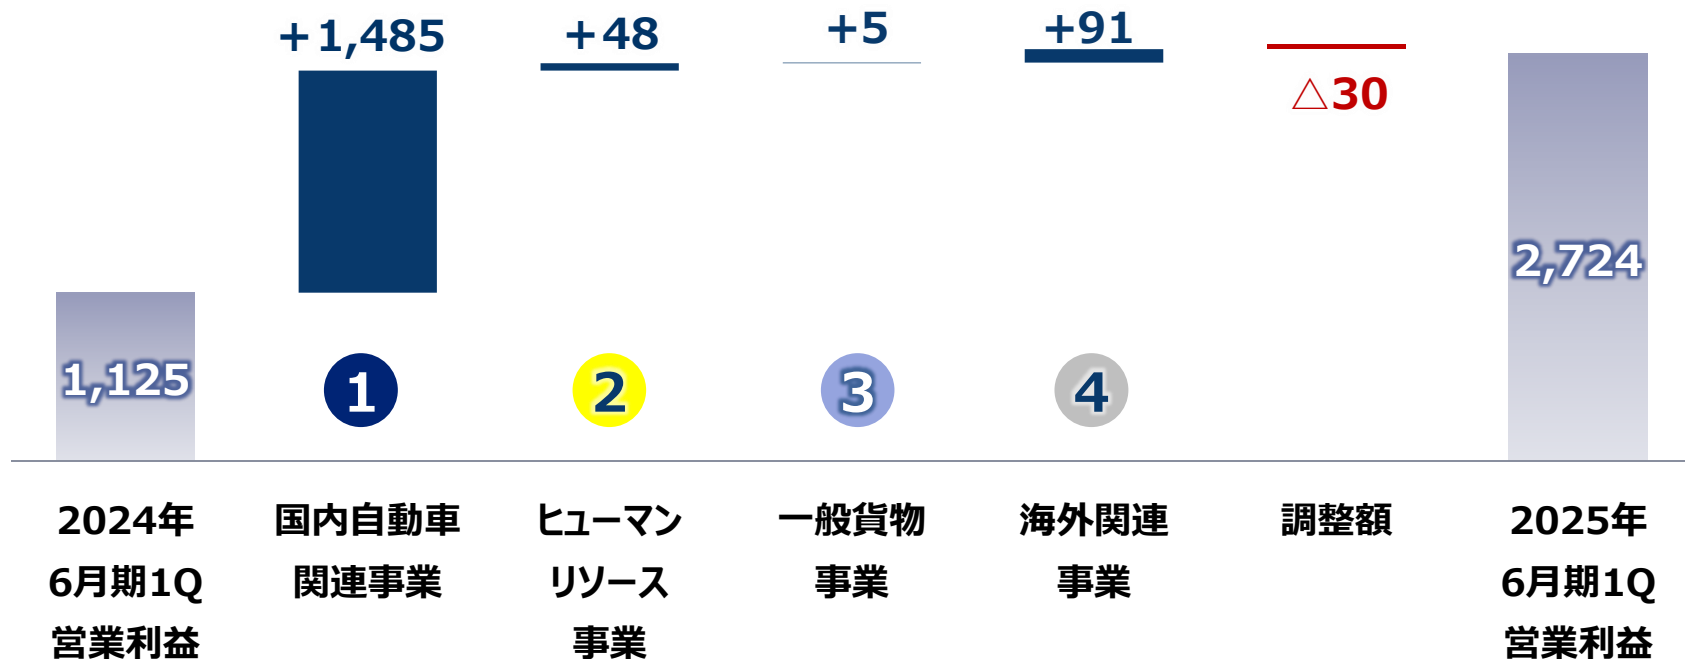 +1,485
+48
+5
+91
△30
1,125
2,724
1
2
3
4
2024年
6月期1Q
営業利益
国内自動車
関連事業
ヒューマン
リソース
事業
一般貨物
事業
海外関連
事業
調整額
2025年
6月期1Q
営業利益